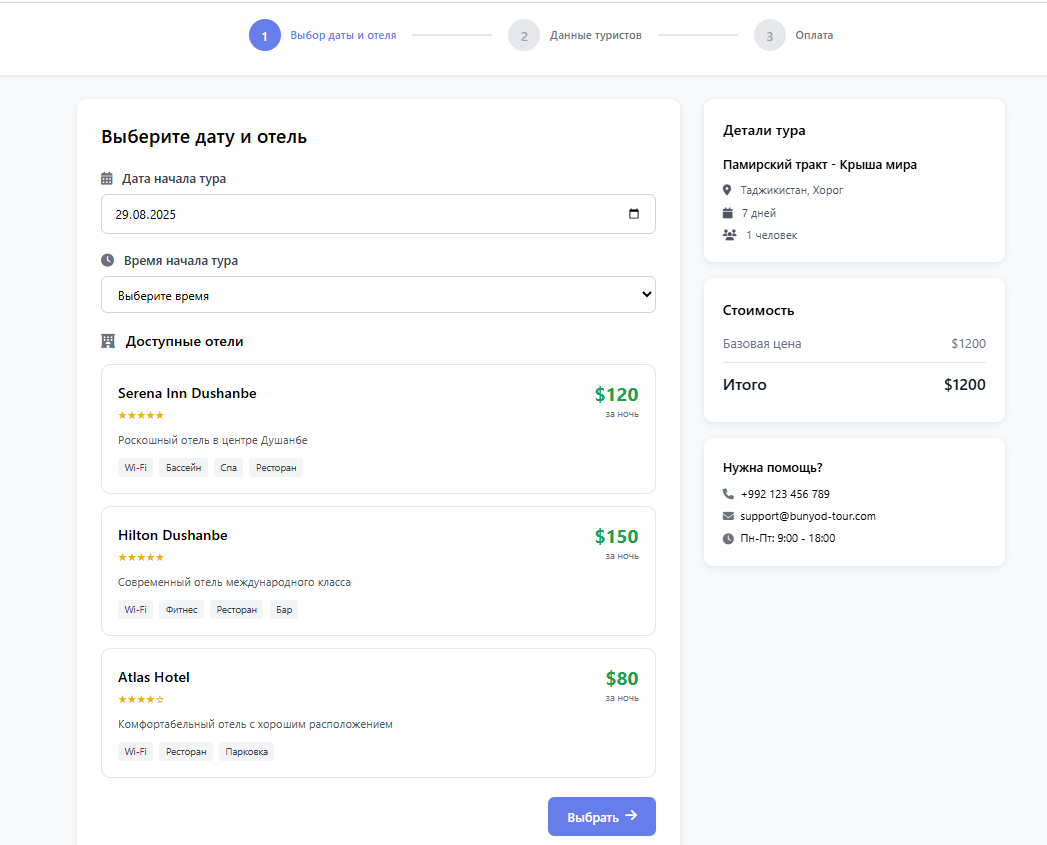 1 Выбор даты и отеля 2 Данные туристов 3 Оплата
Выберите дату и отель
Дата начала тура
29.08.2025
Время начала тура
Выберите время
Доступные отели
Serena Inn Dushanbe
$120
★★★★★
за ночь
Роскошный отель в центре Душанбе
Wi-Fi Бассейн Спа Ресторан
Hilton Dushanbe
$150
★★★★★
за ночь
Современный отель международного класса
Wi-Fi Фитнес Ресторан Бар
Atlas Hotel
$80
★★★★☆
за ночь
Комфортабельный отель с хорошим расположением
Wi-Fi Ресторан Парковка
Выбрать →
Детали тура
Памирский тракт - Крыша мира
Таджикистан, Хорог
7 дней
1 человек
Стоимость
Базовая цена $1200
Итого $1200
Нужна помощь?
+992 123 456 789
support@bunyod-tour.com
Пн-Пт: 9:00 - 18:00